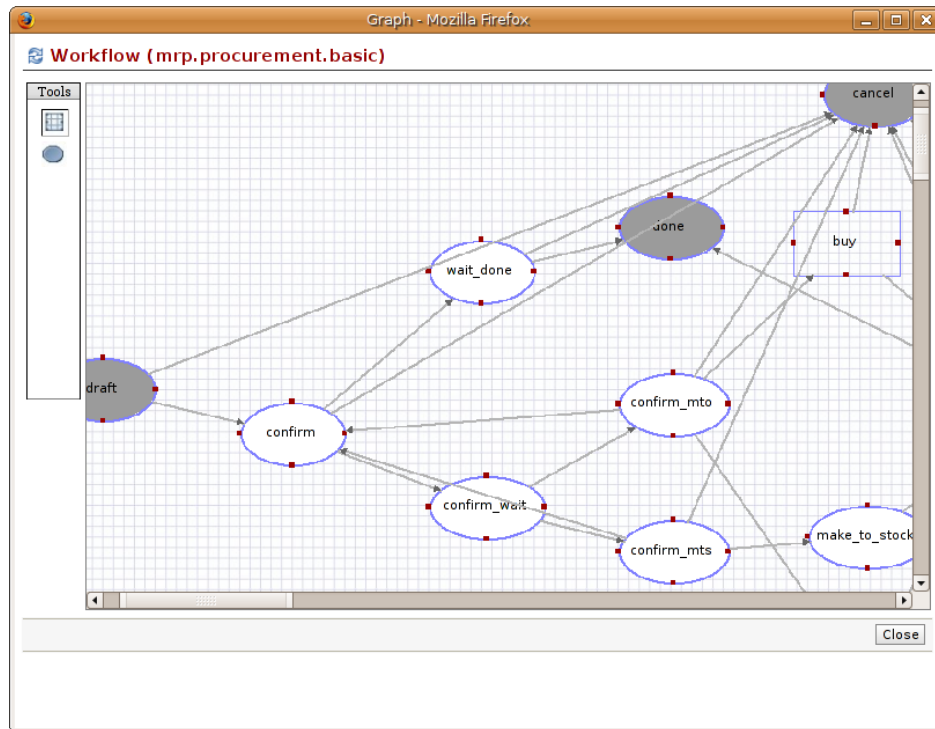 Graph - Mozilla Firefox
Workflow (mrp.procurement.basic)
Tools
cancel
done
buy
wait_done
draft
confirm_mto
confirm
confirm_wait
make_to_stock
confirm_mts
Close